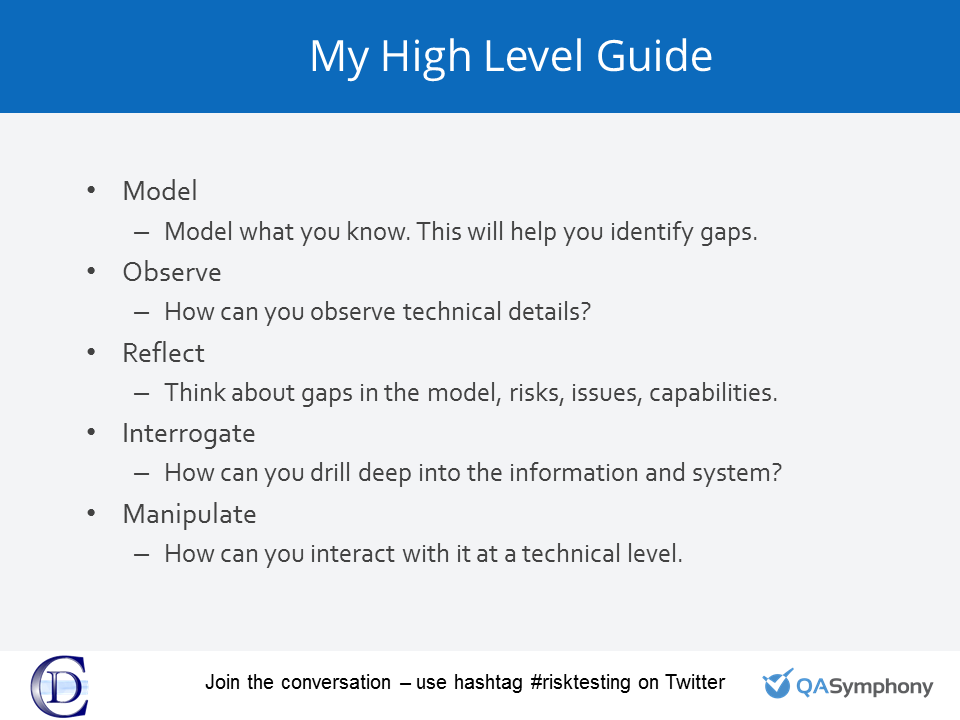 My High Level Guide
• Model
– Model what you know. This will help you identify gaps.
• Observe
– How can you observe technical details?
• Reflect
– Think about gaps in the model, risks, issues, capabilities.
• Interrogate
– How can you drill deep into the information and system?
• Manipulate
– How can you interact with it at a technical level.
CD
Join the conversation – use hashtag #risktesting on Twitter
QASymphony